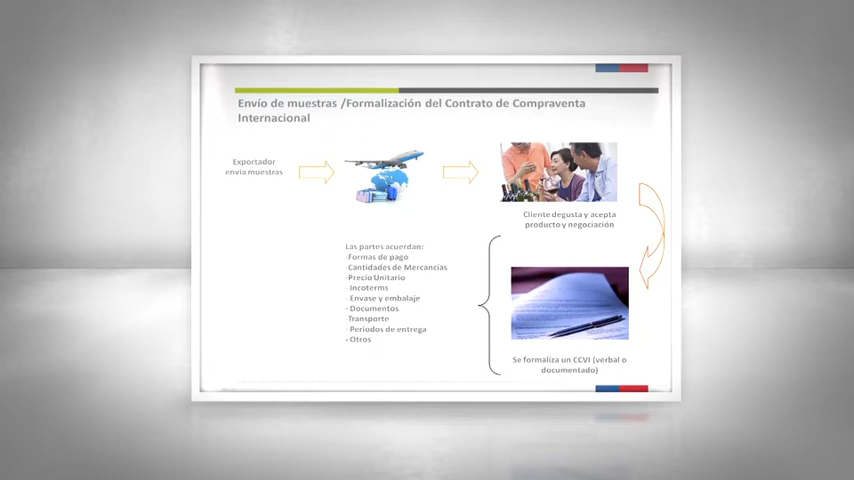 Envío de muestras /Formalización del Contrato de Compraventa
Internacional
Exportador
envía muestras
Cliente degusta y acepta
producto y negociación
Las partes acuerdan:
-Formas de pago
-Cantidades de Mercancías
-Precio Unitario
- Incoterms
- Envase y embalaje
- Documentos
-Transporte
- Periodos de entrega
- Otros
Se formaliza un CCVI (verbal o
documentado)